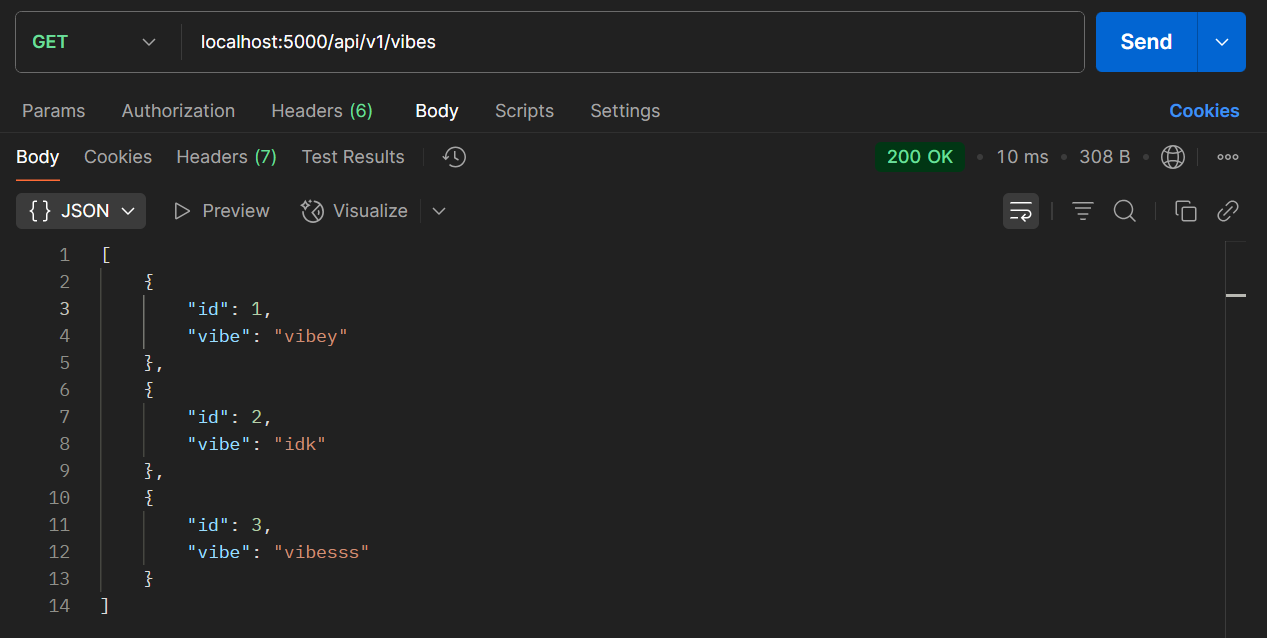 GET localhost:5000/api/v1/vibes Send
Params Authorization Headers (6) Body Scripts Settings Cookies
Body Cookies Headers (7) Test Results 200 OK • 10 ms • 308 B •
{} JSON Preview Visualize
1 [
2 {
3 "id": 1,
4 "vibe": "vibey"
5 },
6 {
7 "id": 2,
8 "vibe": "idk"
9 },
10 {
11 "id": 3,
12 "vibe": "vibesss"
13 }
14 ]